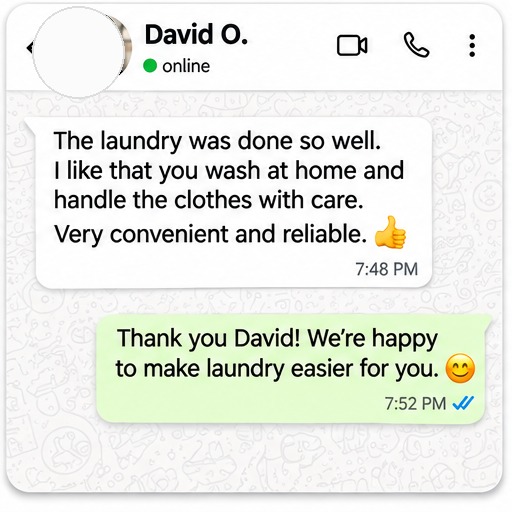 David O.
online
The laundry was done so well.
I like that you wash at home and
handle the clothes with care.
Very convenient and reliable. 👍
7:48 PM
Thank you David! We're happy
to make laundry easier for you. 😊
7:52 PM